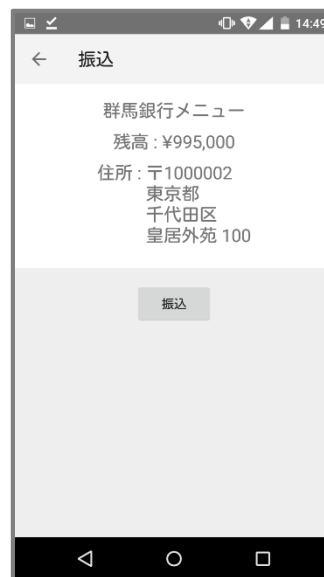 14:49
振込
群馬銀行メニュー
残高 : ¥995,000
住所 : 〒1000002
東京都
千代田区
皇居外苑 100
振込